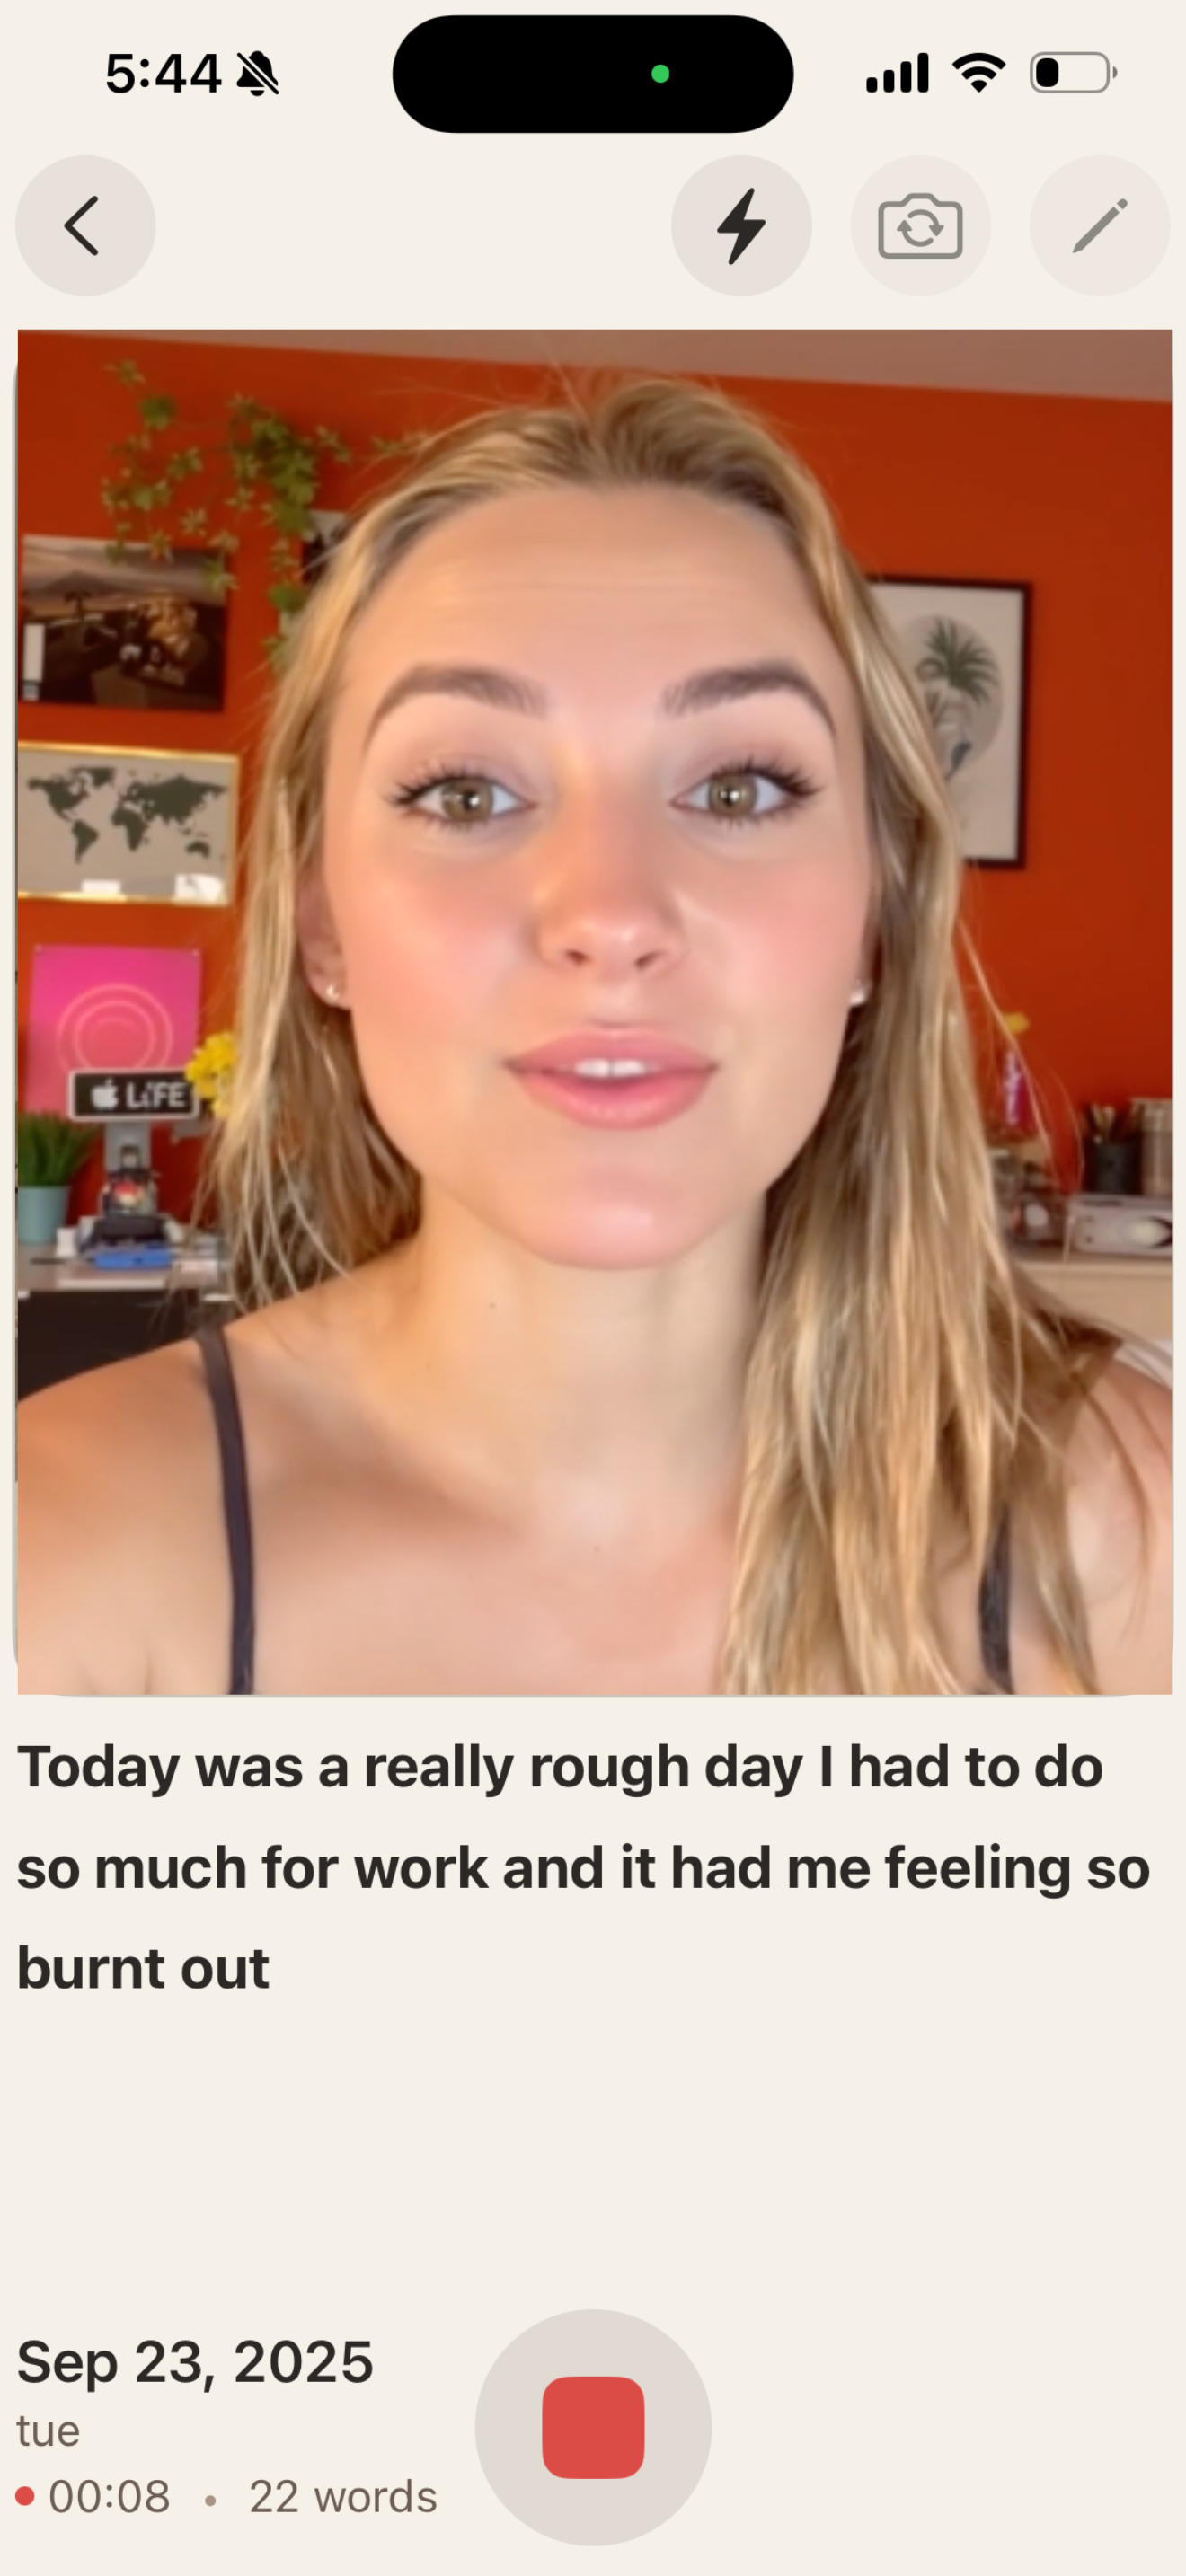 5:44
LiFE
Today was a really rough day I had to do
so much for work and it had me feeling so
burnt out
Sep 23, 2025
tue
00:08 • 22 words